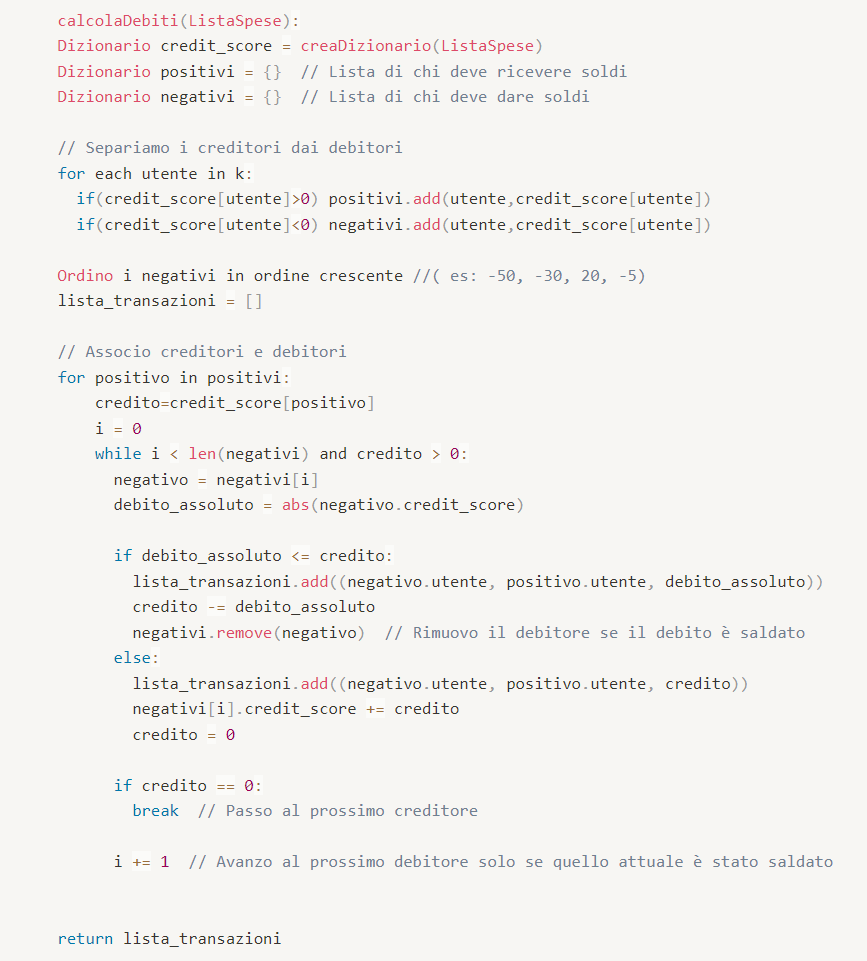 calcolaDebiti(ListaSpese):
Dizionario credit_score = creaDizionario(ListaSpese)
Dizionario positivi = {}  // Lista di chi deve ricevere soldi
Dizionario negativi = {}  // Lista di chi deve dare soldi
// Separiamo i creditori dai debitori
for each utente in k:
  if(credit_score[utente]>0) positivi.add(utente,credit_score[utente])
  if(credit_score[utente]<0) negativi.add(utente,credit_score[utente])
Ordino i negativi in ordine crescente //( es: -50, -30, 20, -5)
lista_transazioni = []
// Associo creditori e debitori
for positivo in positivi:
    credito=credit_score[positivo]
    i = 0
    while i < len(negativi) and credito > 0:
      negativo = negativi[i]
      debito_assoluto = abs(negativo.credit_score)
      if debito_assoluto <= credito:
        lista_transazioni.add((negativo.utente, positivo.utente, debito_assoluto))
        credito -= debito_assoluto
        negativi.remove(negativo)  // Rimuovo il debitore se il debito è saldato
      else:
        lista_transazioni.add((negativo.utente, positivo.utente, credito))
        negativi[i].credit_score += credito
        credito = 0
      if credito == 0:
        break  // Passo al prossimo creditore
      i += 1  // Avanzo al prossimo debitore solo se quello attuale è stato saldato
return lista_transazioni